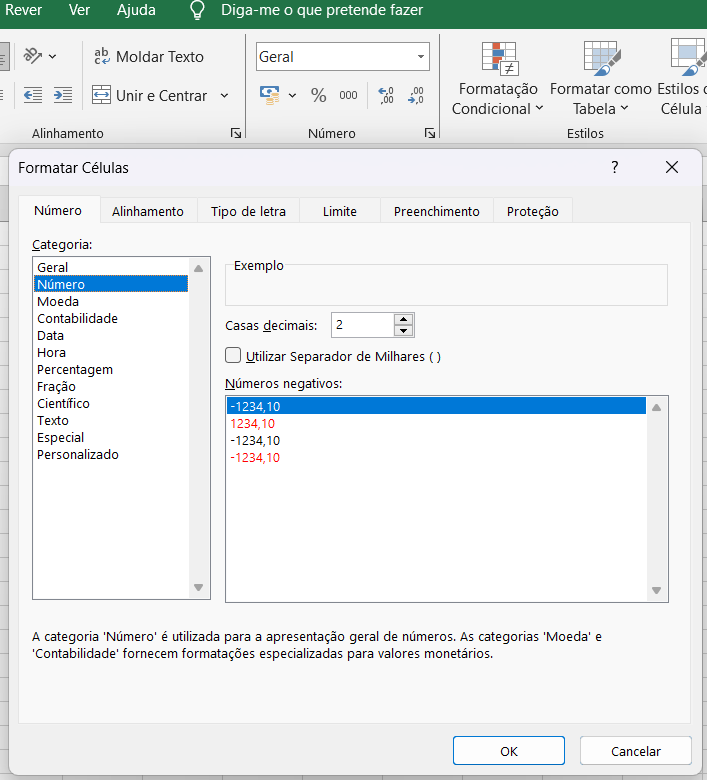 Rever Ver Ajuda Diga-me o que pretende fazer
ab
c
Moldar Texto
Unir e Centrar
Alinhamento
Geral
% 000 ,0 ,00 ,00 ,0
Número
Formatação
Condicional
Formatar como
Tabela
Estilos d
Célula
Estilos
Formatar Células ?
Número Alinhamento Tipo de letra Limite Preenchimento Proteção
Categoria:
Geral
Número
Moeda
Contabilidade
Data
Hora
Percentagem
Fração
Científico
Texto
Especial
Personalizado
Exemplo
Casas decimais: 2
Utilizar Separador de Milhares ( )
Números negativos:
-1234,10
1234,10
-1234,10
-1234,10
A categoria 'Número' é utilizada para a apresentação geral de números. As categorias 'Moeda' e
'Contabilidade' fornecem formatações especializadas para valores monetários.
OK Cancelar